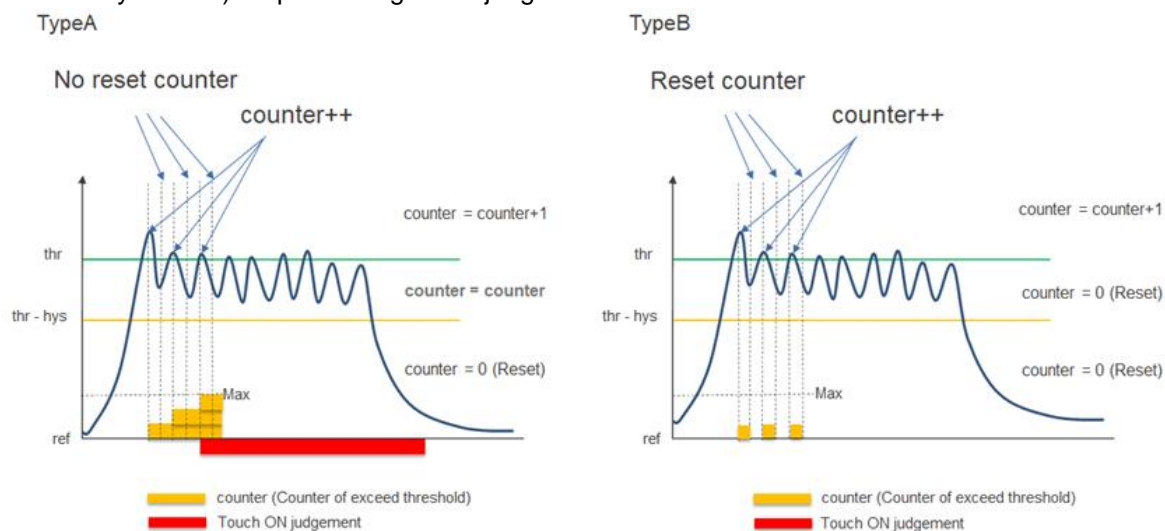 TypeA
No reset counter
counter++
counter = counter+1
thr
counter = counter
thr - hys
counter = 0 (Reset)
Max
ref
counter (Counter of exceed threshold)
Touch ON judgement
TypeB
Reset counter
counter++
counter = counter+1
thr
counter = 0 (Reset)
thr - hys
counter = 0 (Reset)
Max
ref
counter (Counter of exceed threshold)
Touch ON judgement